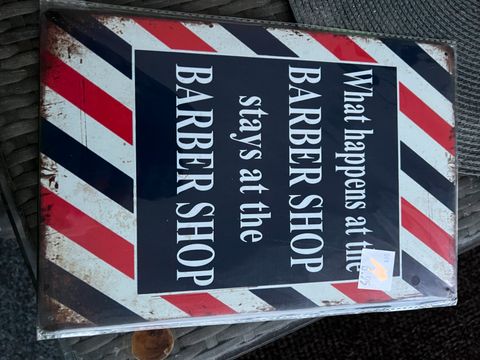 What happens at the
BARBER SHOP
stays at the
BARBER SHOP